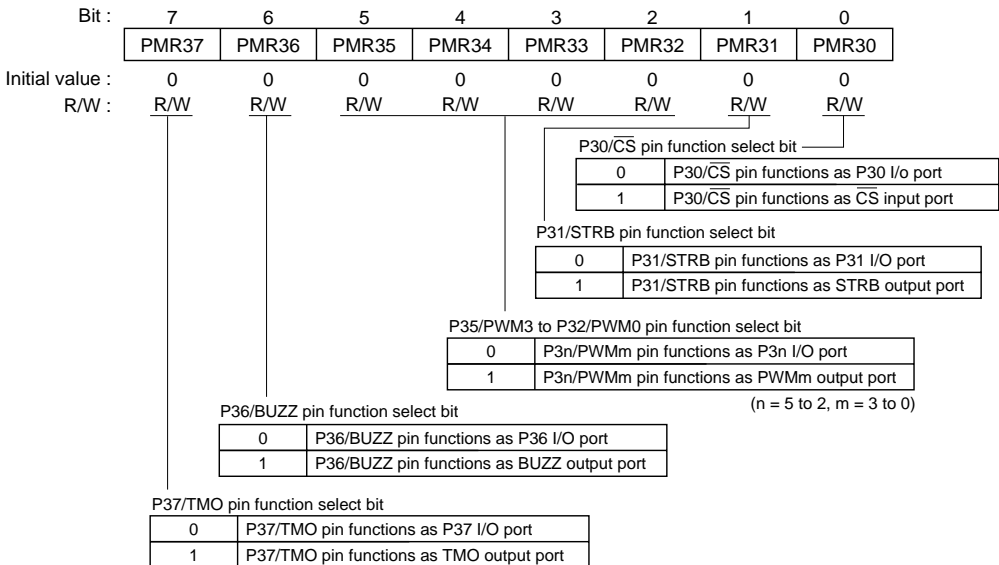 Bit : 7 6 5 4 3 2 1 0
PMR37 PMR36 PMR35 PMR34 PMR33 PMR32 PMR31 PMR30
Initial value : 0 0 0 0 0 0 0 0
R/W : R/W R/W R/W R/W R/W R/W R/W R/W
P30/C̅S̅ pin function select bit
0 P30/C̅S̅ pin functions as P30 I/o port
1 P30/C̅S̅ pin functions as C̅S̅ input port
P31/STRB pin function select bit
0 P31/STRB pin functions as P31 I/O port
1 P31/STRB pin functions as STRB output port
P35/PWM3 to P32/PWM0 pin function select bit
0 P3n/PWMm pin functions as P3n I/O port
1 P3n/PWMm pin functions as PWMm output port
(n = 5 to 2, m = 3 to 0)
P36/BUZZ pin function select bit
0 P36/BUZZ pin functions as P36 I/O port
1 P36/BUZZ pin functions as BUZZ output port
P37/TMO pin function select bit
0 P37/TMO pin functions as P37 I/O port
1 P37/TMO pin functions as TMO output port